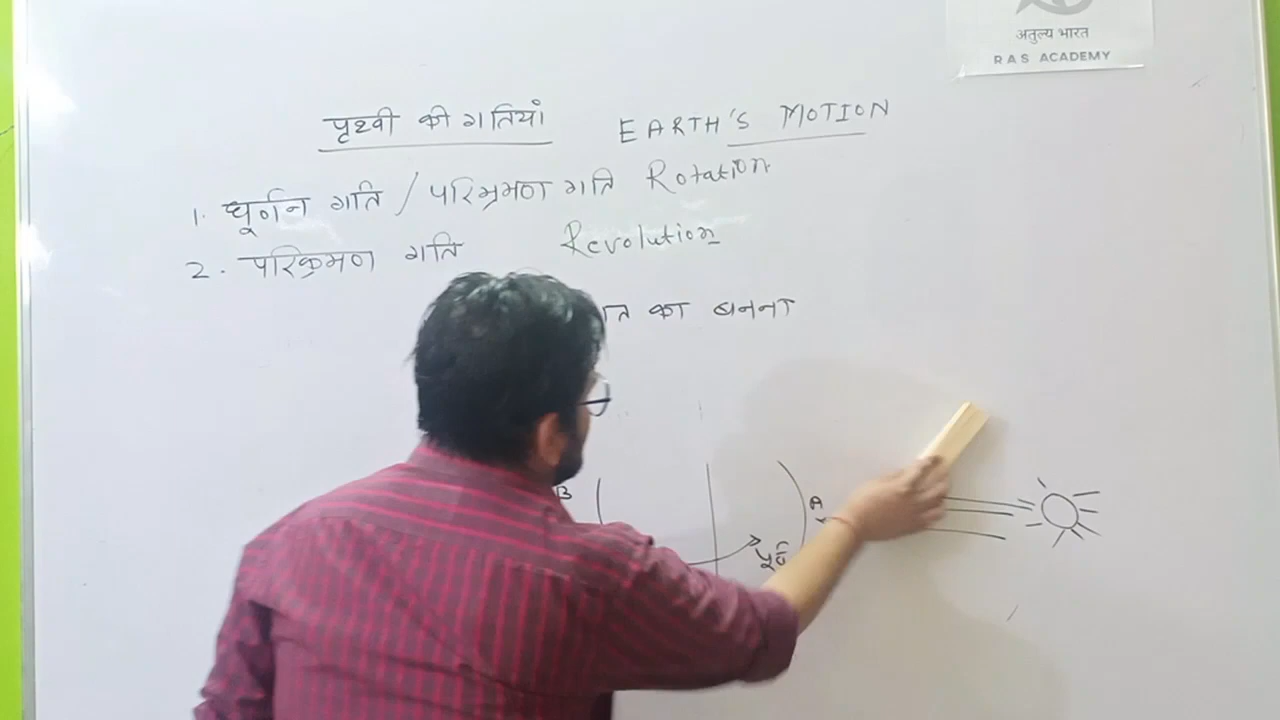 अतुल्य भारत
RAS ACADEMY
पृथ्वी की गतियां EARTH'S MOTION
1. घूर्णन गति / परिभ्रमण गति Rotation
2. परिक्रमण गति Revolution
का बनना
B
A
पूर्व